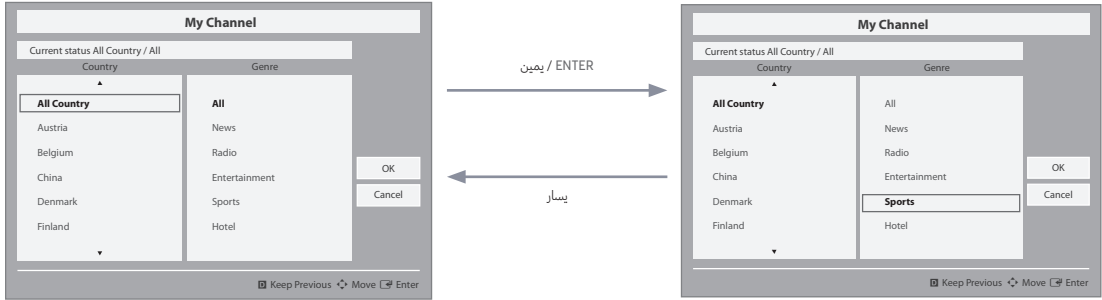 My Channel
Current status All Country / All
Country Genre
All Country All
Austria News
Belgium Radio
China Entertainment
Denmark Sports
Finland Hotel
OK
Cancel
D Keep Previous Move Enter
يمين / ENTER
يسار
My Channel
Current status All Country / All
Country Genre
All Country All
Austria News
Belgium Radio
China Entertainment
Denmark Sports
Finland Hotel
OK
Cancel
D Keep Previous Move Enter